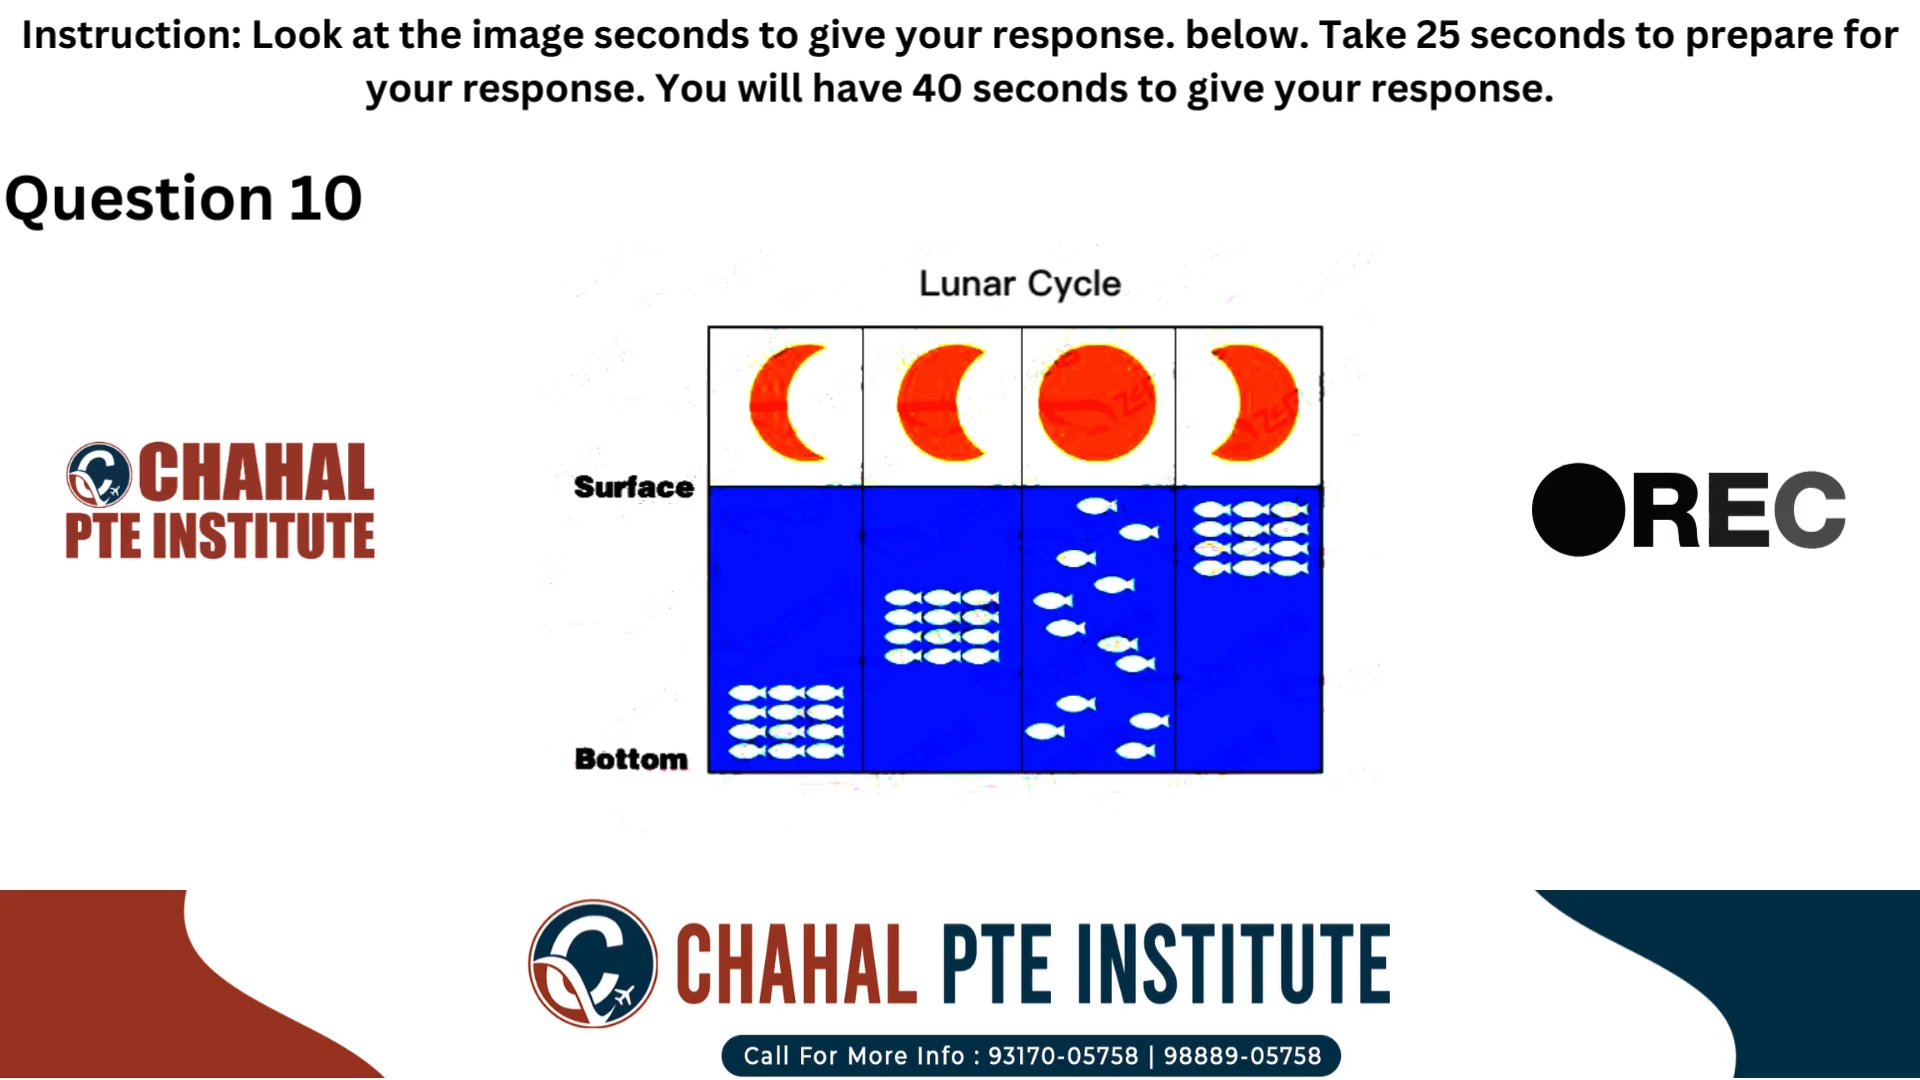 Instruction: Look at the image seconds to give your response. below. Take 25 seconds to prepare for
your response. You will have 40 seconds to give your response.
Question 10
Lunar Cycle
Surface
Bottom
CHAHAL
PTE INSTITUTE
REC
CHAHAL PTE INSTITUTE
Call For More Info : 93170-05758 | 98889-05758